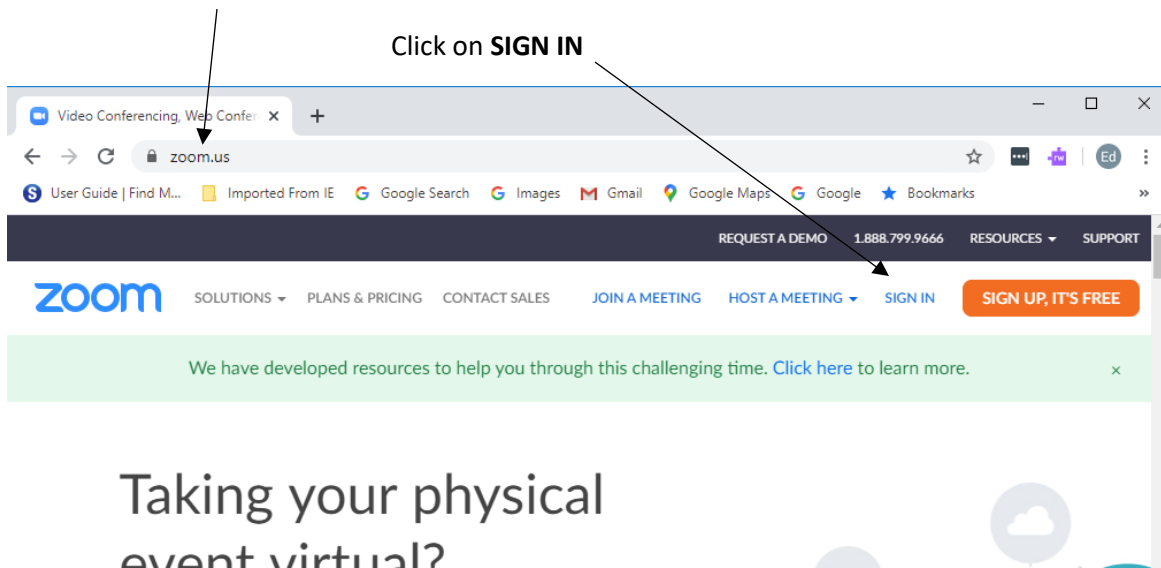 Click on SIGN IN
Video Conferencing, Web Confer
zoom.us
Ed
S User Guide | Find M... Imported From IE G Google Search G Images M Gmail Google Maps G Google Bookmarks »
REQUEST A DEMO 1.888.799.9666 RESOURCES SUPPORT
zoom SOLUTIONS PLANS & PRICING CONTACT SALES JOIN A MEETING HOST A MEETING SIGN IN SIGN UP, IT'S FREE
We have developed resources to help you through this challenging time. Click here to learn more. ×
Taking your physical
event virtual?